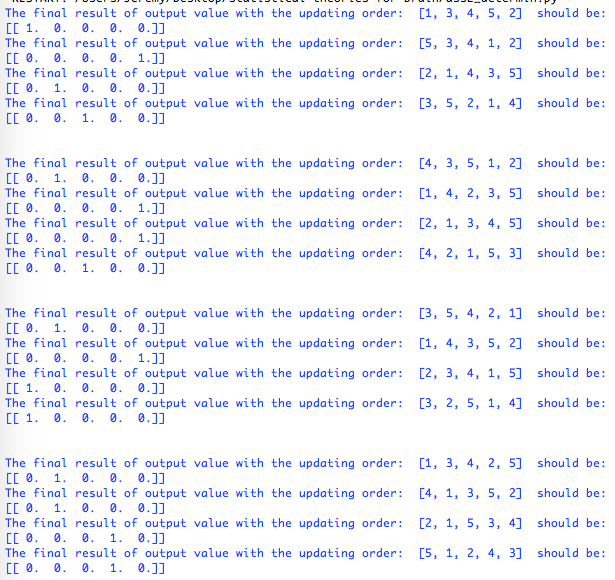 RESTART: /Users/Jeremy/Desktop/Statistical theories for Brain/ass2_determin.py
The final result of output value with the updating order:  [1, 3, 4, 5, 2]  should be:
[[ 1.  0.  0.  0.  0.]]
The final result of output value with the updating order:  [5, 3, 4, 1, 2]  should be:
[[ 0.  0.  0.  0.  1.]]
The final result of output value with the updating order:  [2, 1, 4, 3, 5]  should be:
[[ 0.  1.  0.  0.  0.]]
The final result of output value with the updating order:  [3, 5, 2, 1, 4]  should be:
[[ 0.  0.  1.  0.  0.]]
The final result of output value with the updating order:  [4, 3, 5, 1, 2]  should be:
[[ 0.  1.  0.  0.  0.]]
The final result of output value with the updating order:  [1, 4, 2, 3, 5]  should be:
[[ 0.  0.  0.  0.  1.]]
The final result of output value with the updating order:  [2, 1, 3, 4, 5]  should be:
[[ 0.  0.  0.  0.  1.]]
The final result of output value with the updating order:  [4, 2, 1, 5, 3]  should be:
[[ 0.  0.  1.  0.  0.]]
The final result of output value with the updating order:  [3, 5, 4, 2, 1]  should be:
[[ 0.  1.  0.  0.  0.]]
The final result of output value with the updating order:  [1, 4, 3, 5, 2]  should be:
[[ 0.  0.  0.  0.  1.]]
The final result of output value with the updating order:  [2, 3, 4, 1, 5]  should be:
[[ 1.  0.  0.  0.  0.]]
The final result of output value with the updating order:  [3, 2, 5, 1, 4]  should be:
[[ 1.  0.  0.  0.  0.]]
The final result of output value with the updating order:  [1, 3, 4, 2, 5]  should be:
[[ 0.  1.  0.  0.  0.]]
The final result of output value with the updating order:  [4, 1, 3, 5, 2]  should be:
[[ 0.  1.  0.  0.  0.]]
The final result of output value with the updating order:  [2, 1, 5, 3, 4]  should be:
[[ 0.  0.  0.  1.  0.]]
The final result of output value with the updating order:  [5, 1, 2, 4, 3]  should be:
[[ 0.  0.  0.  1.  0.]]